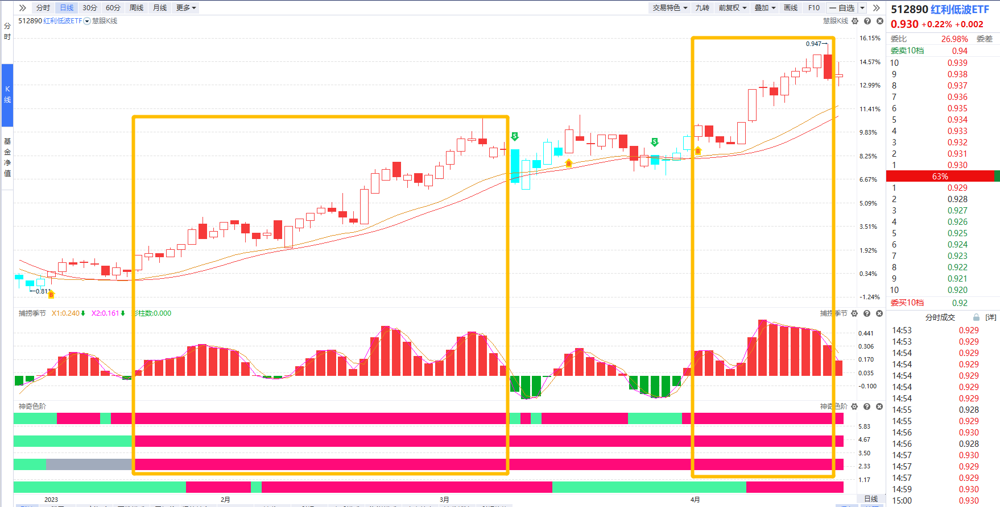 分时 日线 30分 60分 周线 月线 更多 交易特色 九转 前复权 叠加 画线 F10 一自选
512890 红利低波ETF
0.930 +0.22% +0.002
512890红利低波ETF 慧眼K线
慧眼K线
分时
K线
基金净值
16.15%
14.57%
12.99%
11.41%
9.83%
8.25%
6.67%
5.09%
3.51%
1.92%
0.34%
-1.24%
0.947→
←0.811
B
S
B
S
B
捕捞季节 X1:0.240 X2:0.161 彩柱数:0.000
捕捞季节
0.441
0.306
0.170
0.035
-0.100
神奇色阶
神奇色阶
5.83
4.67
3.50
2.33
1.17
2023 2月 3月 4月 日线
委比 26.98% 委差
委卖10档 0.94
10 0.939
9 0.938
8 0.937
7 0.936
6 0.935
5 0.934
4 0.933
3 0.932
2 0.931
1 0.930
63%
1 0.929
2 0.928
3 0.927
4 0.926
5 0.925
6 0.924
7 0.923
8 0.922
9 0.921
10 0.920
委买10档 0.92
分时成交 [详]
14:53 0.929
14:53 0.929
14:54 0.929
14:54 0.929
14:54 0.929
14:54 0.929
14:54 0.929
14:55 0.928
14:55 0.929
14:56 0.930
14:56 0.928
14:57 0.930
14:57 0.929
14:57 0.929
14:59 0.930
15:00 0.930